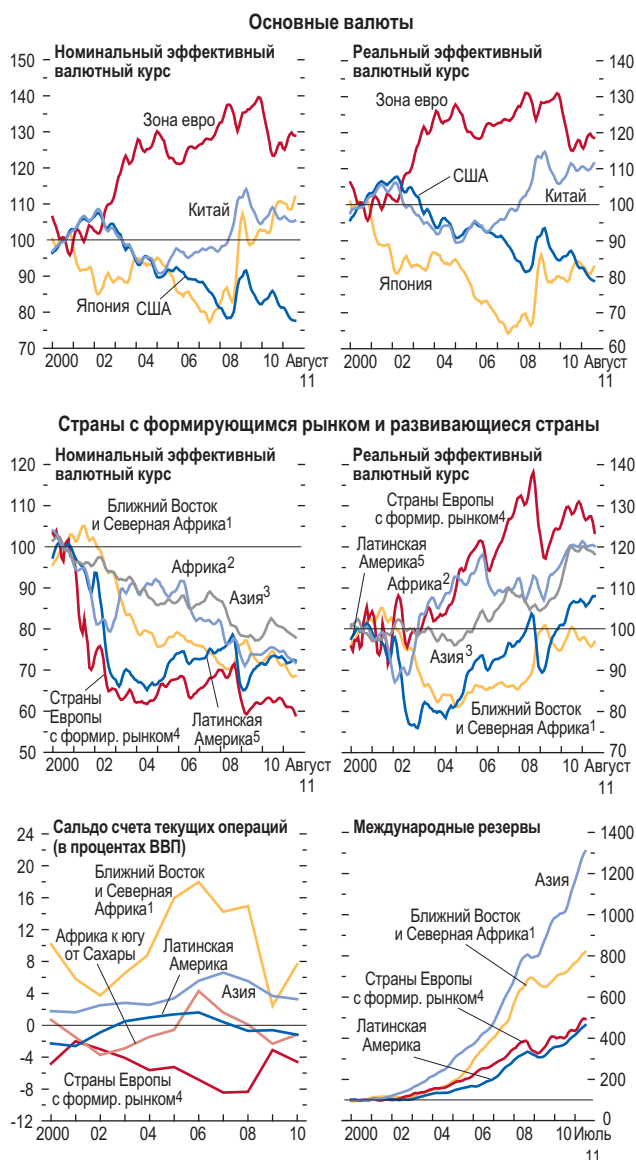 Основные валюты
Номинальный эффективный
валютный курс
150
140
130
120
110
100
90
80
70
Зона евро
Китай
Япония
США
2000 02 04 06 08 10 Август
11
Реальный эффективный
валютный курс
140
130
120
110
100
90
80
70
60
Зона евро
США
Китай
Япония
2000 02 04 06 08 10 Август
11
Страны с формирующимся рынком и развивающиеся страны
Номинальный эффективный
валютный курс
120
110
100
90
80
70
60
50
Ближний Восток
и Северная Африка1
Африка2
Азия3
Страны
Европы
с формир. рынком4
Латинская
Америка5
2000 02 04 06 08 10 Август
11
Реальный эффективный
валютный курс
140
130
120
110
100
90
80
70
Страны Европы
с формир. рынком4
Латинская
Америка5
Африка2
Азия3
Ближний Восток
и Северная Африка1
2000 02 04 06 08 10 Август
11
Сальдо счета текущих операций
(в процентах ВВП)
24
20
16
12
8
4
0
-4
-8
-12
Ближний Восток
и Северная
Африка1
Африка к югу
от Сахары
Латинская
Америка
Азия
Страны Европы
с формир. рынком4
2000 02 04 06 08 10
Международные резервы
1400
1200
1000
800
600
400
200
0
Азия
Ближний Восток
и Северная Африка1
Страны Европы
с формир. рынком4
Латинская
Америка
2000 02 04 06 08 10 Июль
11